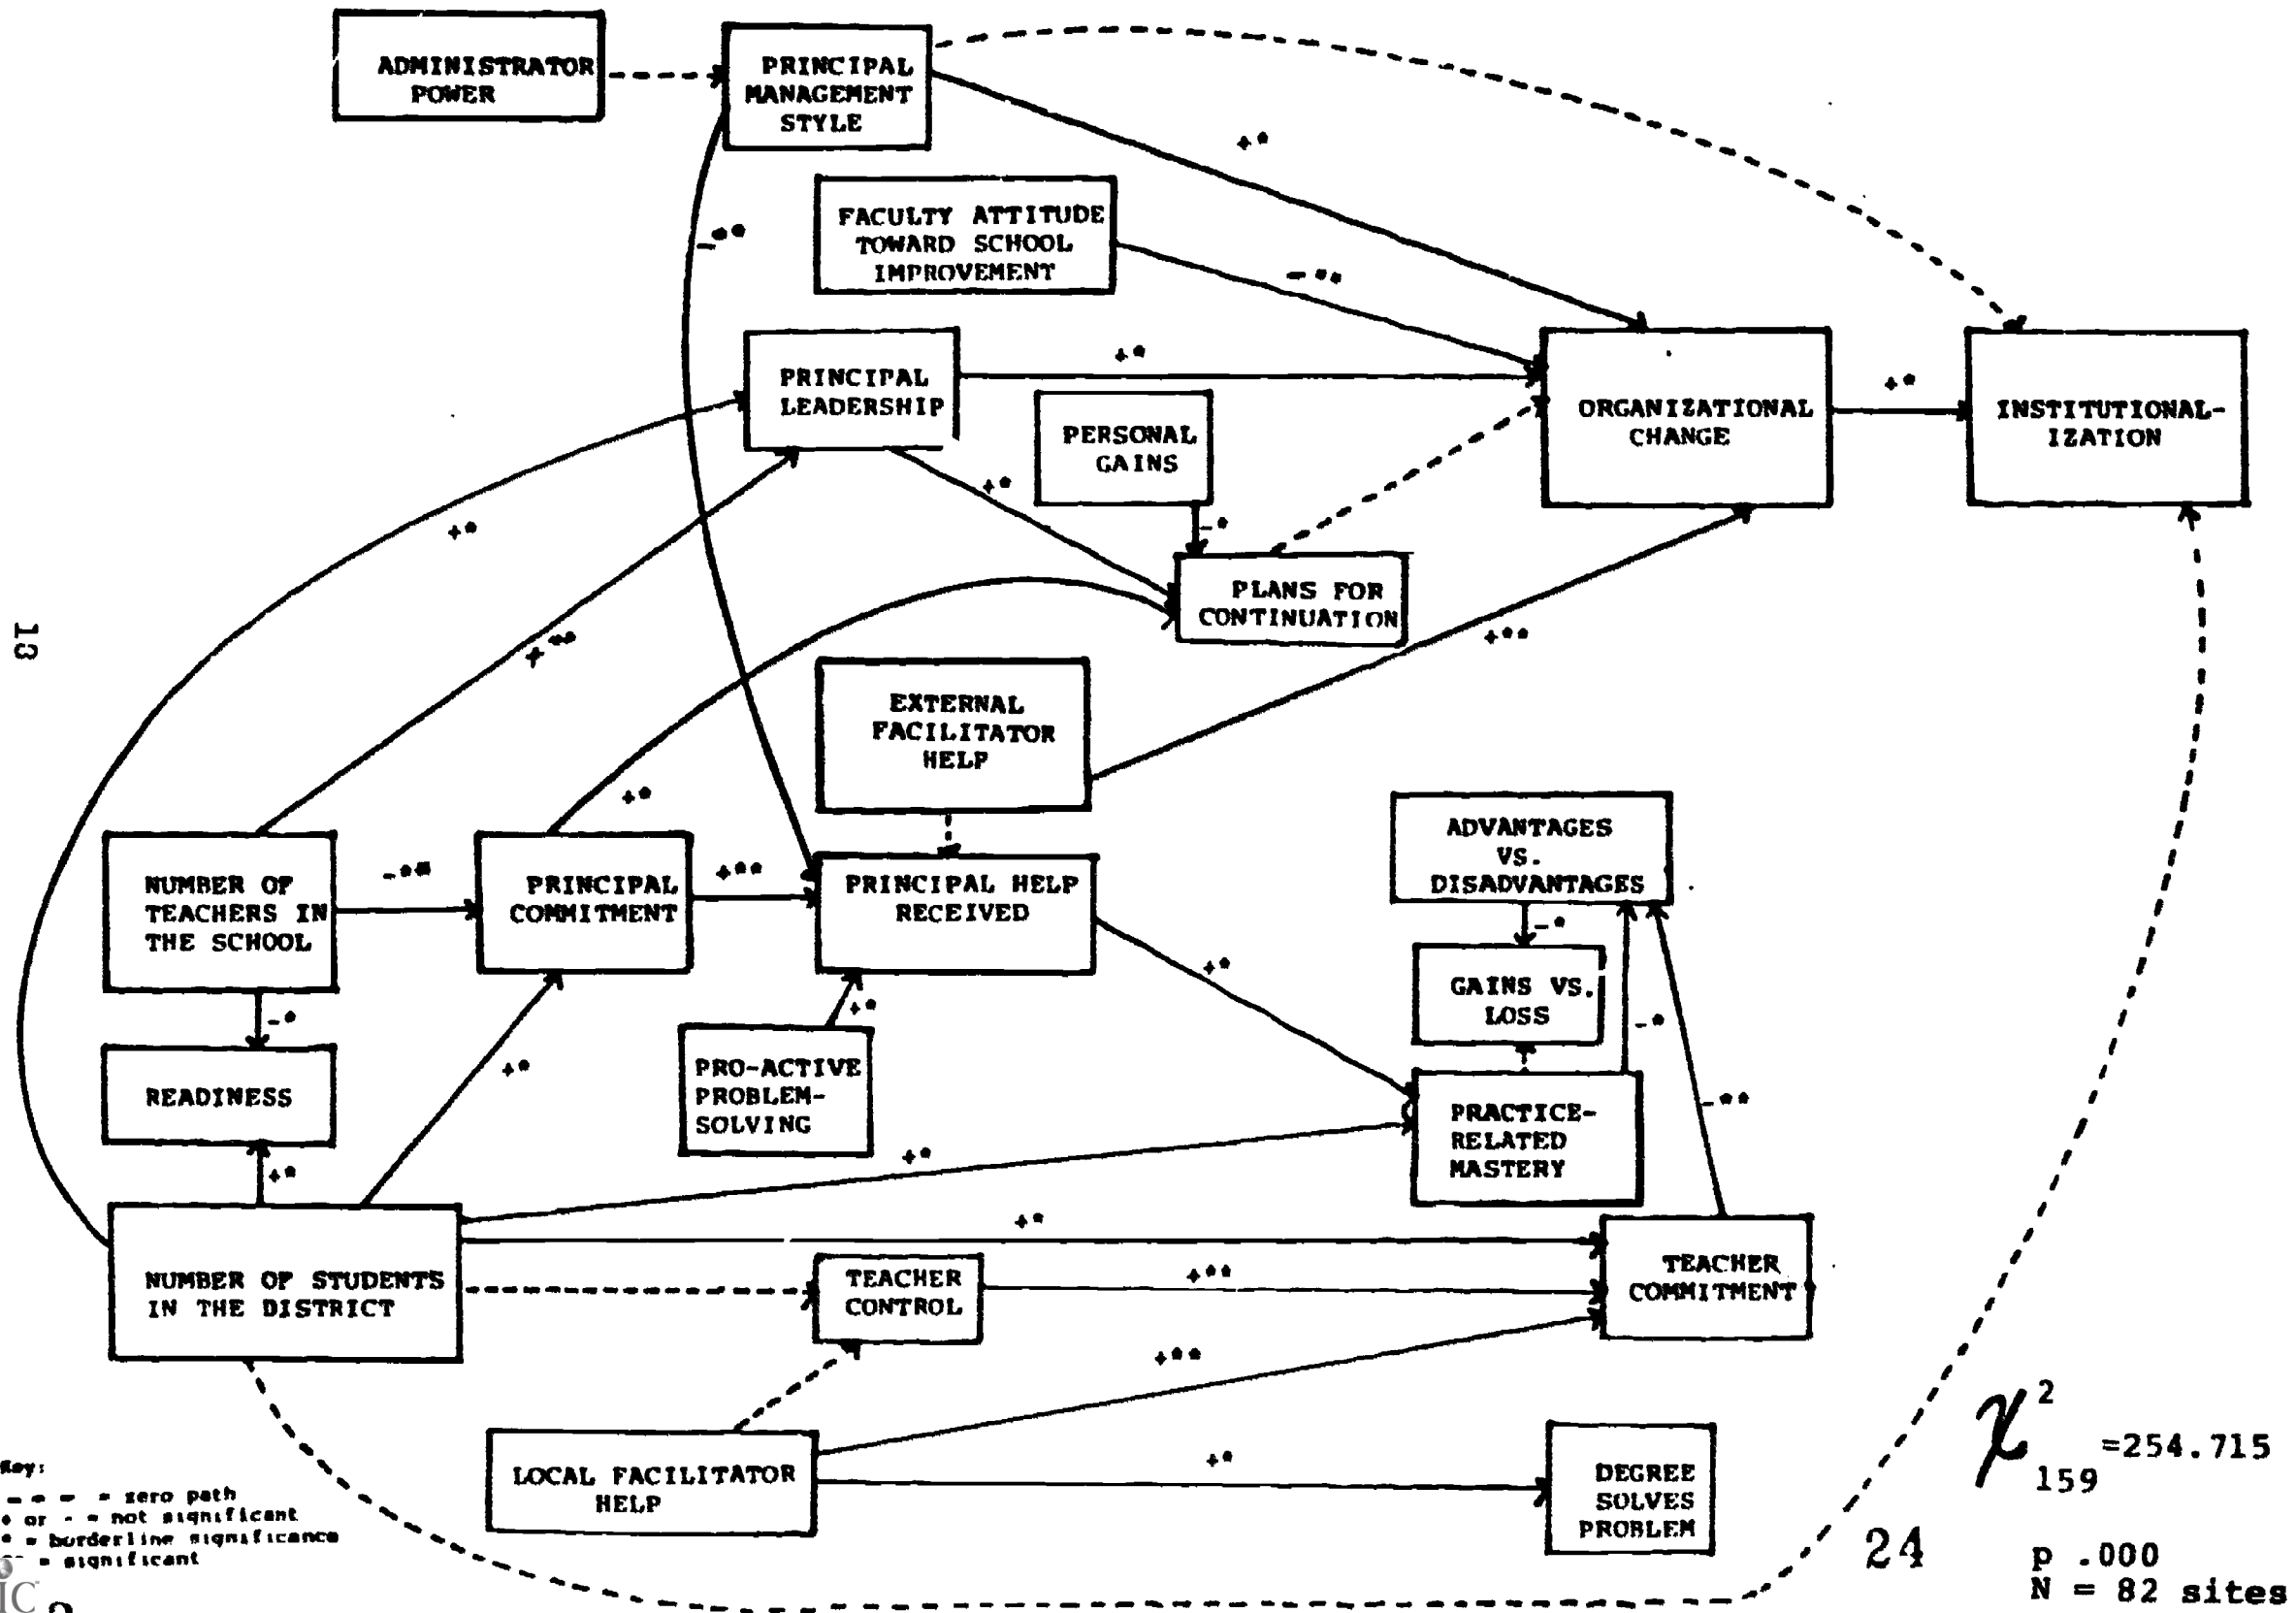 ADMINISTRATOR
POWER
PRINCIPAL
MANAGEMENT
STYLE
+*
FACULTY ATTITUDE
TOWARD SCHOOL
IMPROVEMENT
-**
-**
PRINCIPAL
LEADERSHIP
+*
PERSONAL
GAINS
ORGANIZATIONAL
CHANGE
+*
INSTITUTIONAL-
IZATION
+*
+*
-*
PLANS FOR
CONTINUATION
+**
13
EXTERNAL
FACILITATOR
HELP
+*
NUMBER OF
TEACHERS IN
THE SCHOOL
-**
PRINCIPAL
COMMITMENT
+**
PRINCIPAL HELP
RECEIVED
ADVANTAGES
VS.
DISADVANTAGES
-*
GAINS VS.
LOSS
+*
-*
-*
READINESS
+*
+*
PRO-ACTIVE
PROBLEM-
SOLVING
PRACTICE-
RELATED
MASTERY
-**
+*
+*
+*
NUMBER OF STUDENTS
IN THE DISTRICT
TEACHER
CONTROL
+**
TEACHER
COMMITMENT
+**
LOCAL FACILITATOR
HELP
+*
DEGREE
SOLVES
PROBLEM
Key:
- - - = zero path
+ or - = not significant
* = borderline significance
= significant
χ²
159 =254.715
24
p .000
N = 82 sites